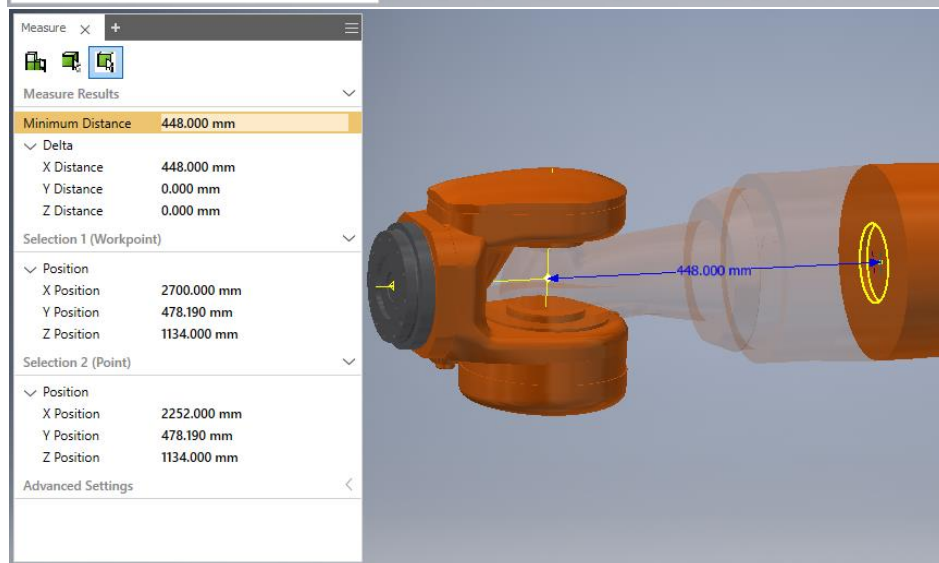 Measure × +
Measure Results
Minimum Distance 448.000 mm
Delta
X Distance 448.000 mm
Y Distance 0.000 mm
Z Distance 0.000 mm
Selection 1 (Workpoint)
Position
X Position 2700.000 mm
Y Position 478.190 mm
Z Position 1134.000 mm
Selection 2 (Point)
Position
X Position 2252.000 mm
Y Position 478.190 mm
Z Position 1134.000 mm
Advanced Settings
448.000 mm